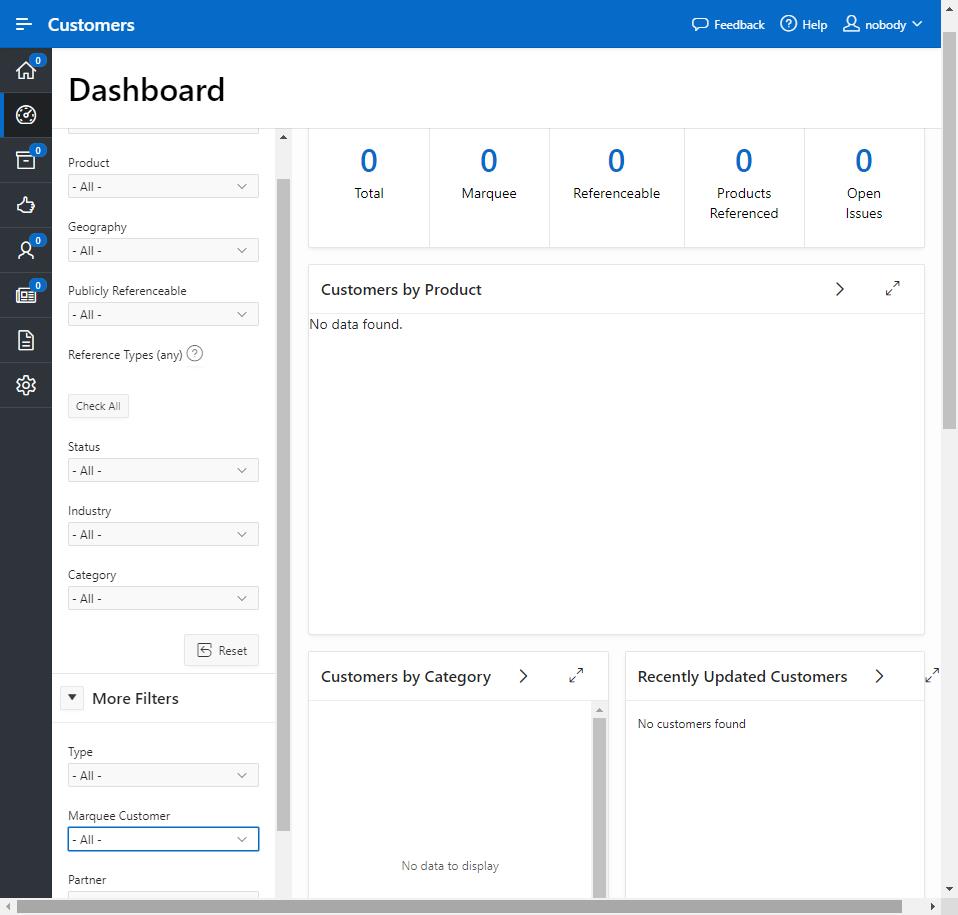 Customers
Feedback
Help
nobody
0
0
0
0
Dashboard
Product
- All -
Geography
- All -
Publicly Referenceable
- All -
Reference Types (any)
?
Check All
Status
- All -
Industry
- All -
Category
- All -
Reset
More Filters
Type
- All -
Marquee Customer
- All -
Partner
0
Total
0
Marquee
0
Referenceable
0
Products
Referenced
0
Open
Issues
Customers by Product
No data found.
Customers by Category
No data to display
Recently Updated Customers
No customers found